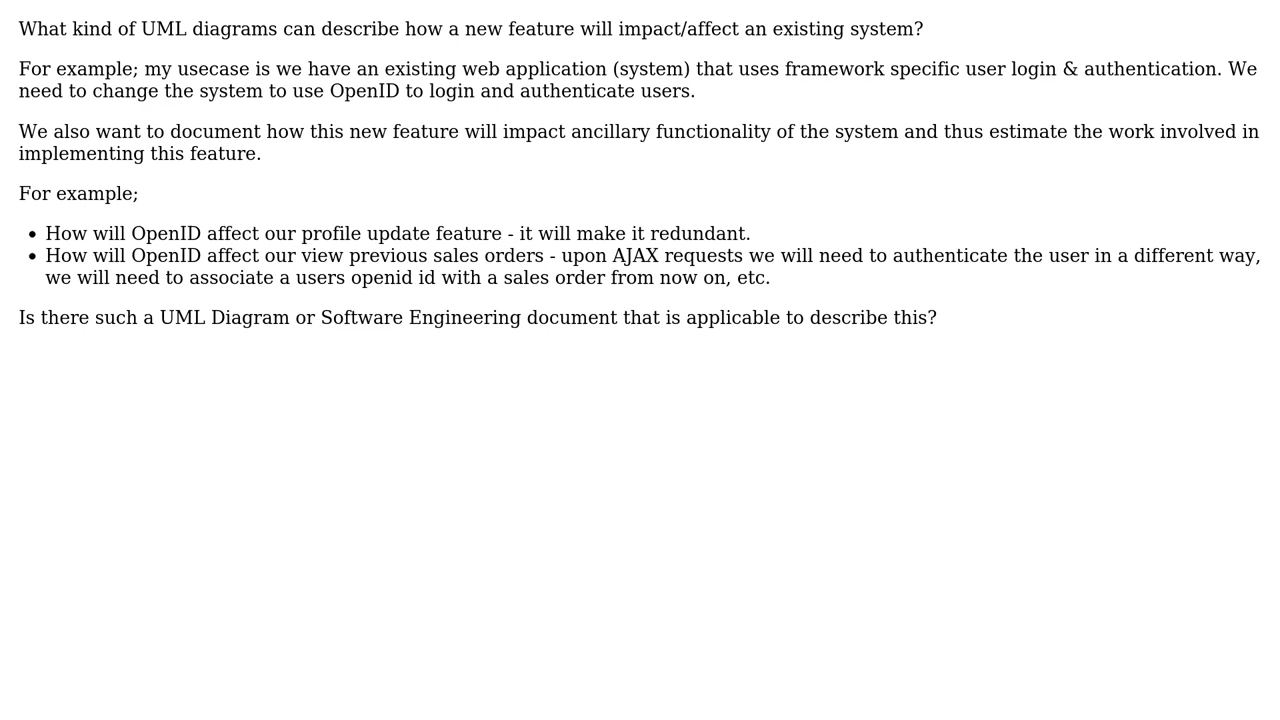 What kind of UML diagrams can describe how a new feature will impact/affect an existing system?
For example; my usecase is we have an existing web application (system) that uses framework specific user login & authentication. We
need to change the system to use OpenID to login and authenticate users.
We also want to document how this new feature will impact ancillary functionality of the system and thus estimate the work involved in
implementing this feature.
For example;
• How will OpenID affect our profile update feature - it will make it redundant.
• How will OpenID affect our view previous sales orders - upon AJAX requests we will need to authenticate the user in a different way,
we will need to associate a users openid id with a sales order from now on, etc.
Is there such a UML Diagram or Software Engineering document that is applicable to describe this?